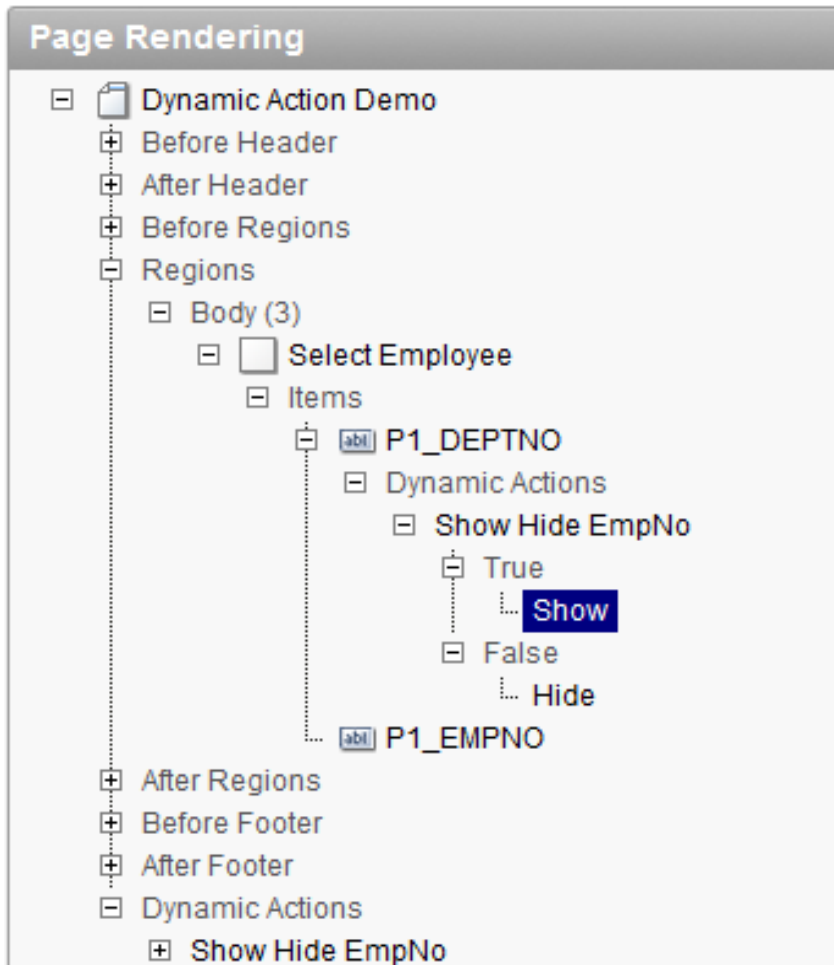 Page Rendering
Dynamic Action Demo
Before Header
After Header
Before Regions
Regions
Body (3)
Select Employee
Items
abl P1_DEPTNO
Dynamic Actions
Show Hide EmpNo
True
Show
False
Hide
abl P1_EMPNO
After Regions
Before Footer
After Footer
Dynamic Actions
Show Hide EmpNo